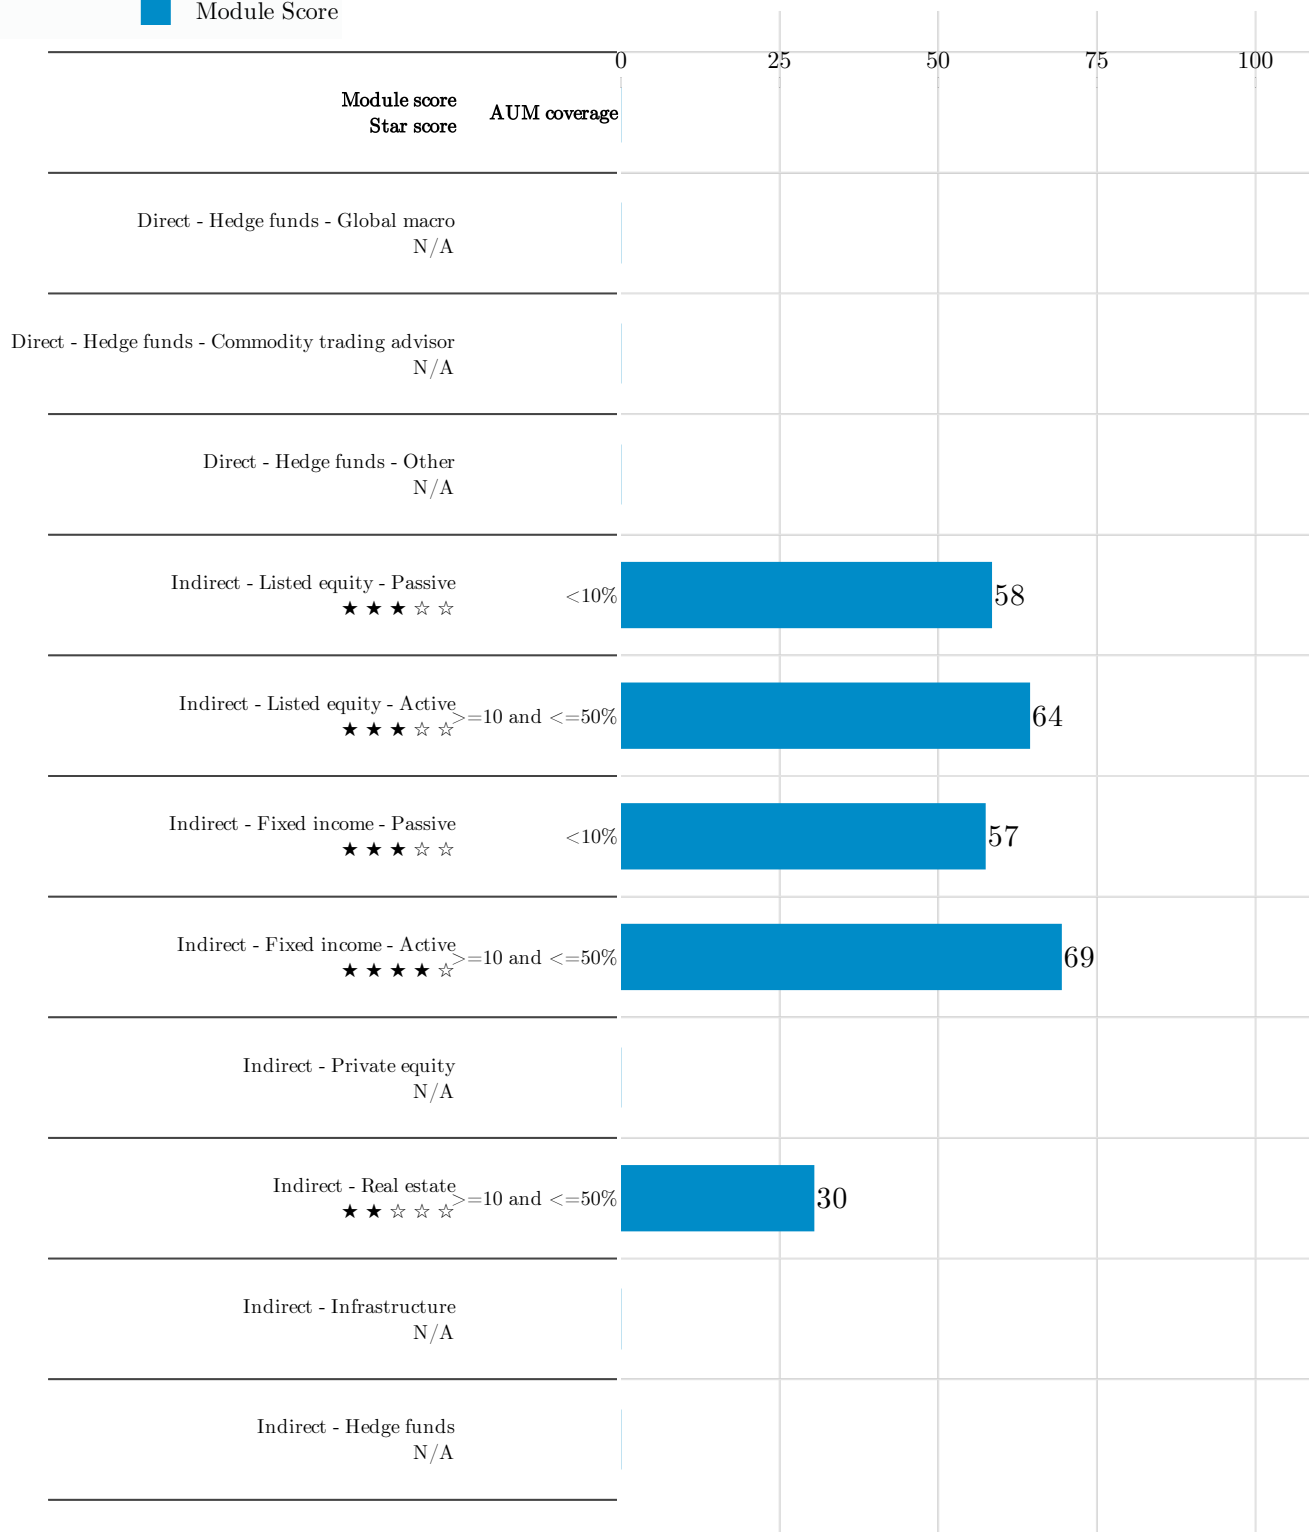 Module Score
0 25 50 75 100
Module score
Star score
AUM coverage
Direct - Hedge funds - Global macro
N/A
Direct - Hedge funds - Commodity trading advisor
N/A
Direct - Hedge funds - Other
N/A
Indirect - Listed equity - Passive
★ ★ ★ ☆ ☆
<10%
58
Indirect - Listed equity - Active
★ ★ ★ ☆ ☆
>=10 and <=50%
64
Indirect - Fixed income - Passive
★ ★ ★ ☆ ☆
<10%
57
Indirect - Fixed income - Active
★ ★ ★ ★ ☆
>=10 and <=50%
69
Indirect - Private equity
N/A
Indirect - Real estate
★ ★ ☆ ☆ ☆
>=10 and <=50%
30
Indirect - Infrastructure
N/A
Indirect - Hedge funds
N/A